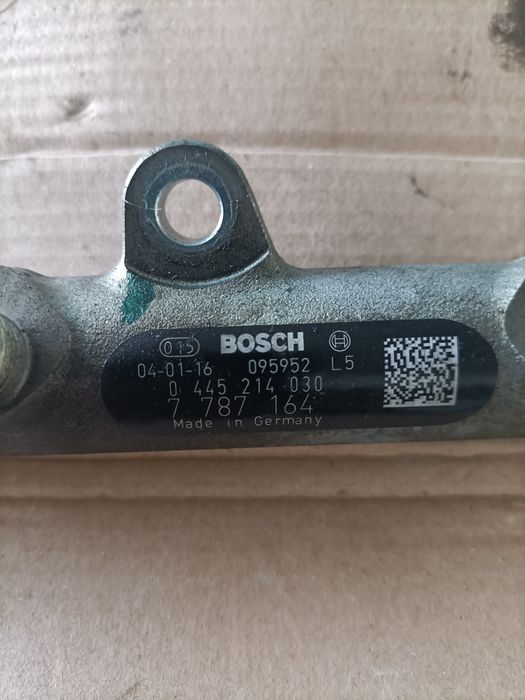 015 BOSCH
04-01-16 095952 L5
0 445 214 030
7 787 164
Made in Germany